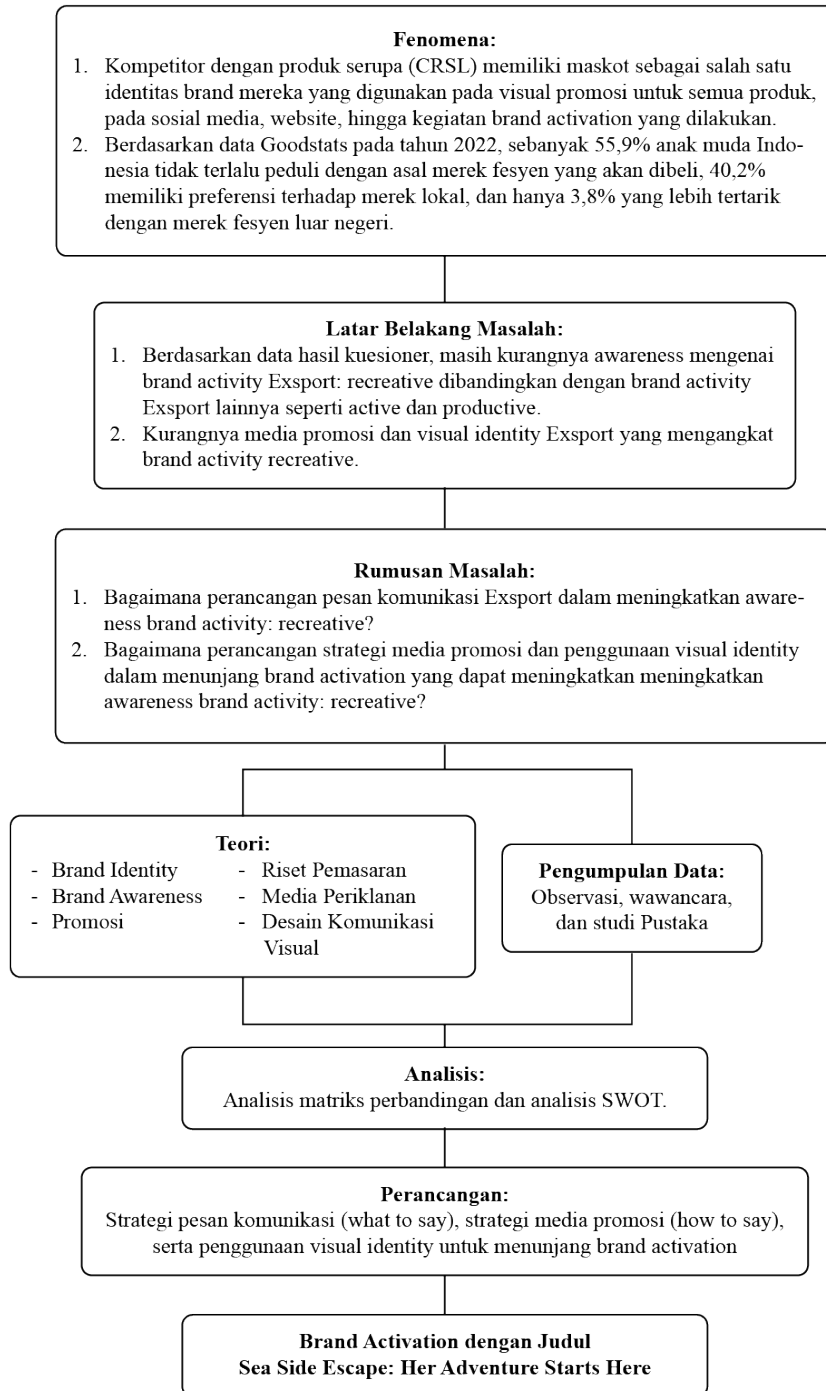 Fenomena:
1. Kompetitor dengan produk serupa (CRSL) memiliki maskot sebagai salah satu
identitas brand mereka yang digunakan pada visual promosi untuk semua produk,
pada sosial media, website, hingga kegiatan brand activation yang dilakukan.
2. Berdasarkan data Goodstats pada tahun 2022, sebanyak 55,9% anak muda Indo-
nesia tidak terlalu peduli dengan asal merek fesyen yang akan dibeli, 40,2%
memiliki preferensi terhadap merek lokal, dan hanya 3,8% yang lebih tertarik
dengan merek fesyen luar negeri.
Latar Belakang Masalah:
1. Berdasarkan data hasil kuesioner, masih kurangnya awareness mengenai
brand activity Exsport: recreative dibandingkan dengan brand activity
Exsport lainnya seperti active dan productive.
2. Kurangnya media promosi dan visual identity Exsport yang mengangkat
brand activity recreative.
Rumusan Masalah:
1. Bagaimana perancangan pesan komunikasi Exsport dalam meningkatkan aware-
ness brand activity: recreative?
2. Bagaimana perancangan strategi media promosi dan penggunaan visual identity
dalam menunjang brand activation yang dapat meningkatkan meningkatkan
awareness brand activity: recreative?
Teori:
- Brand Identity
- Brand Awareness
- Promosi
- Riset Pemasaran
- Media Periklanan
- Desain Komunikasi
Visual
Pengumpulan Data:
Observasi, wawancara,
dan studi Pustaka
Analisis:
Analisis matriks perbandingan dan analisis SWOT.
Perancangan:
Strategi pesan komunikasi (what to say), strategi media promosi (how to say),
serta penggunaan visual identity untuk menunjang brand activation
Brand Activation dengan Judul
Sea Side Escape: Her Adventure Starts Here